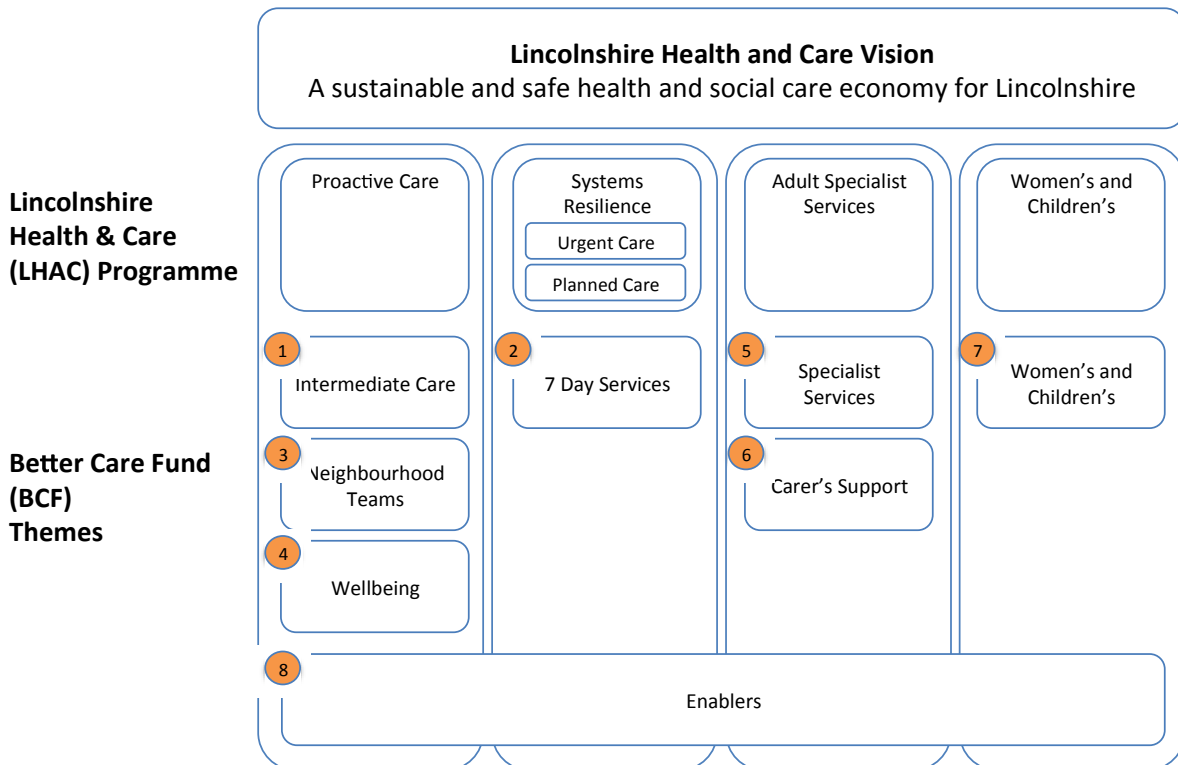 Lincolnshire Health and Care Vision
A sustainable and safe health and social care economy for Lincolnshire
Lincolnshire
Health & Care
(LHAC) Programme
Proactive Care
Systems
Resilience
Urgent Care
Planned Care
Adult Specialist
Services
Women's and
Children's
Better Care Fund
(BCF)
Themes
1
Intermediate Care
2
7 Day Services
5
Specialist
Services
7
Women's and
Children's
3
Neighbourhood
Teams
6
Carer's Support
4
Wellbeing
8
Enablers